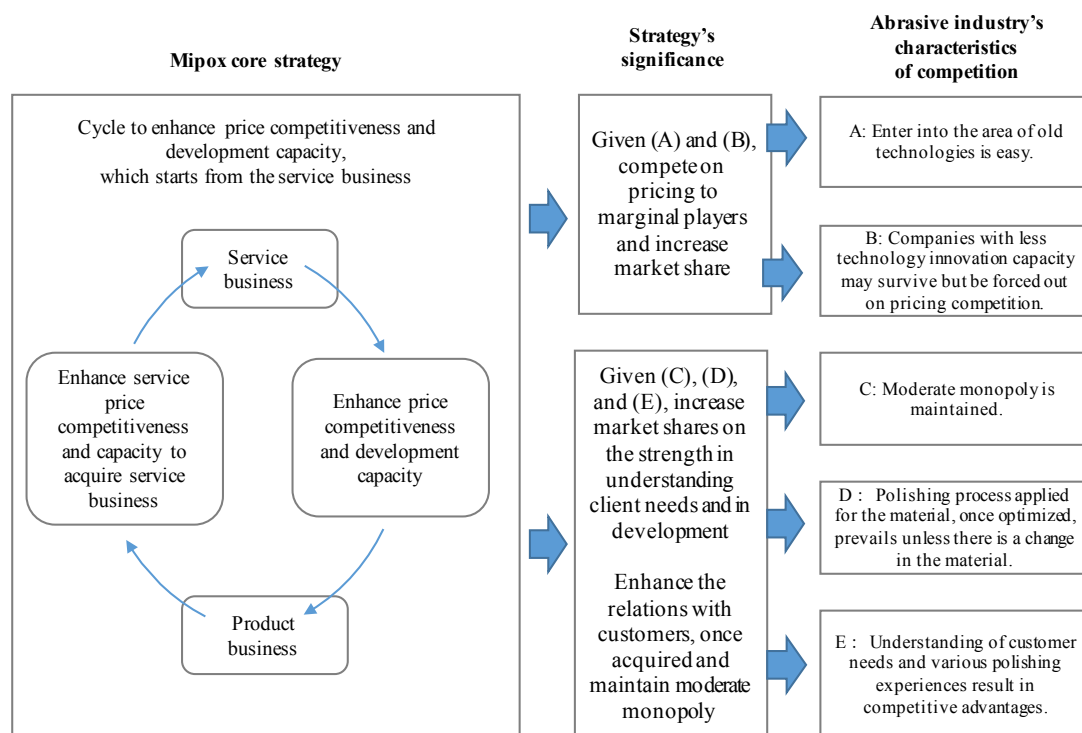 Mipox core strategy
Cycle to enhance price competitiveness and
development capacity,
which starts from the service business
Service
business
Enhance price
competitiveness
and development
capacity
Product
business
Enhance service
price
competitiveness
and capacity to
acquire service
business
Strategy's
significance
Given (A) and (B),
compete on
pricing to
marginal players
and increase
market share
Given (C), (D),
and (E), increase
market shares on
the strength in
understanding
client needs and in
development
Enhance the
relations with
customers, once
acquired and
maintain moderate
monopoly
Abrasive industry's
characteristics
of competition
A: Enter into the area of old
technologies is easy.
B: Companies with less
technology innovation capacity
may survive but be forced out
on pricing competition.
C: Moderate monopoly is
maintained.
D： Polishing process applied
for the material, once optimized,
prevails unless there is a change
in the material.
E： Understanding of customer
needs and various polishing
experiences result in
competitive advantages.